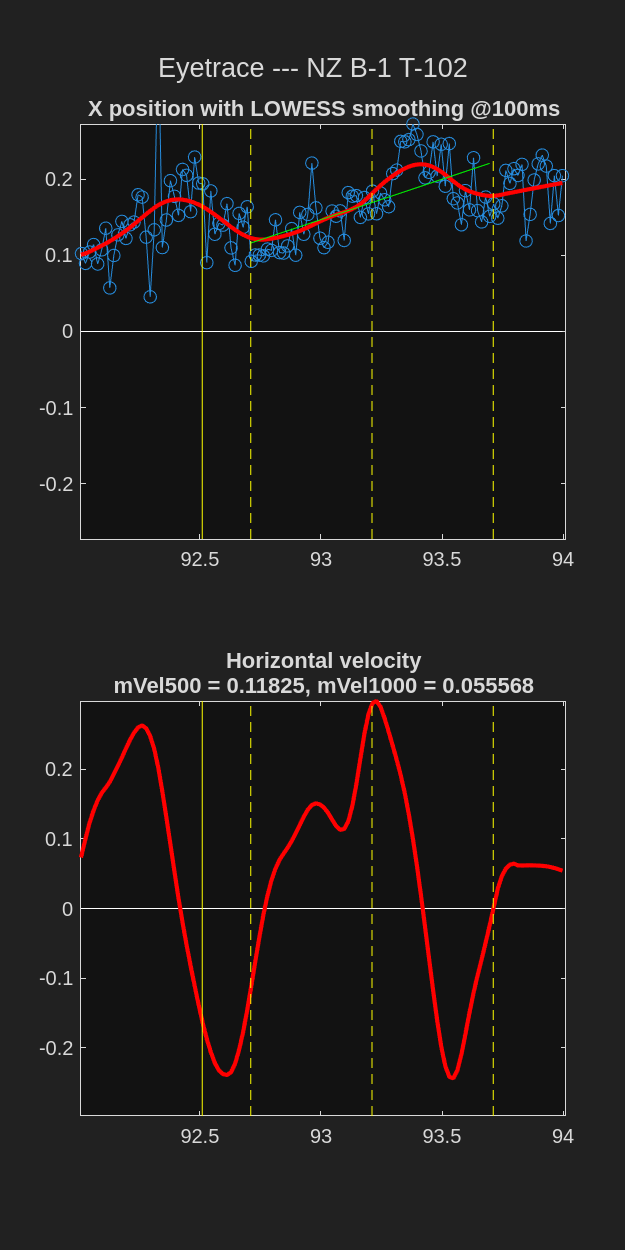 Eyetrace --- NZ B-1 T-102
X position with LOWESS smoothing @100ms
0.2
0.1
0
-0.1
-0.2
92.5 93 93.5 94
Horizontal velocity
mVel500 = 0.11825, mVel1000 = 0.055568
0.2
0.1
0
-0.1
-0.2
92.5 93 93.5 94